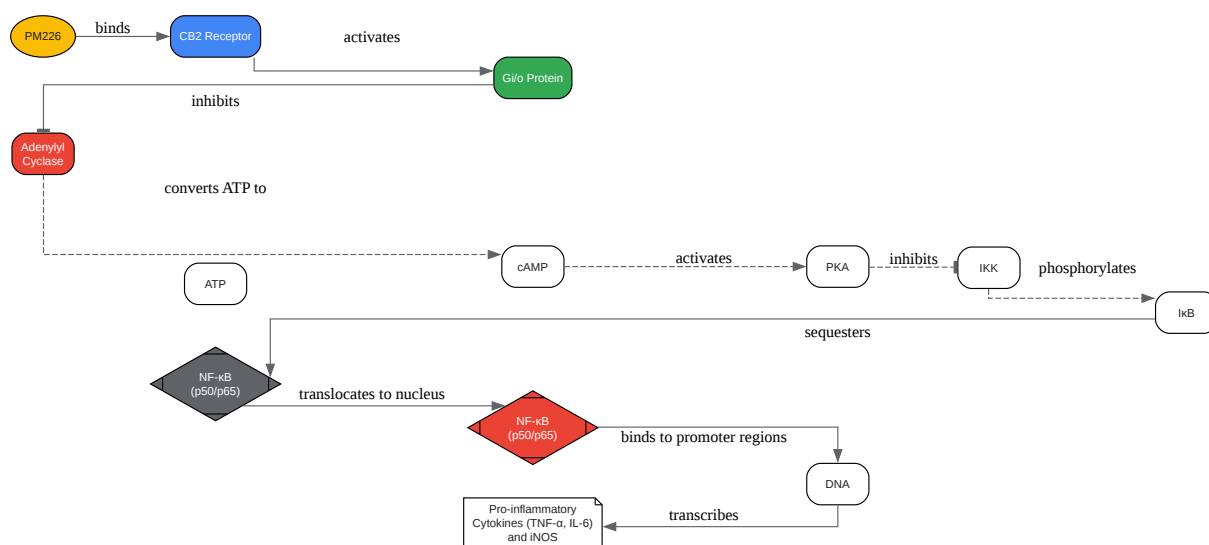 PM226
binds
CB2 Receptor
activates
Gi/o Protein
inhibits
Adenylyl
Cyclase
converts ATP to
cAMP
activates
PKA
inhibits
IKK
phosphorylates
ATP
IκB
sequesters
NF-κB
(p50/p65)
translocates to nucleus
NF-κB
(p50/p65)
binds to promoter regions
DNA
Pro-inflammatory
Cytokines (TNF-α, IL-6)
and iNOS
transcribes